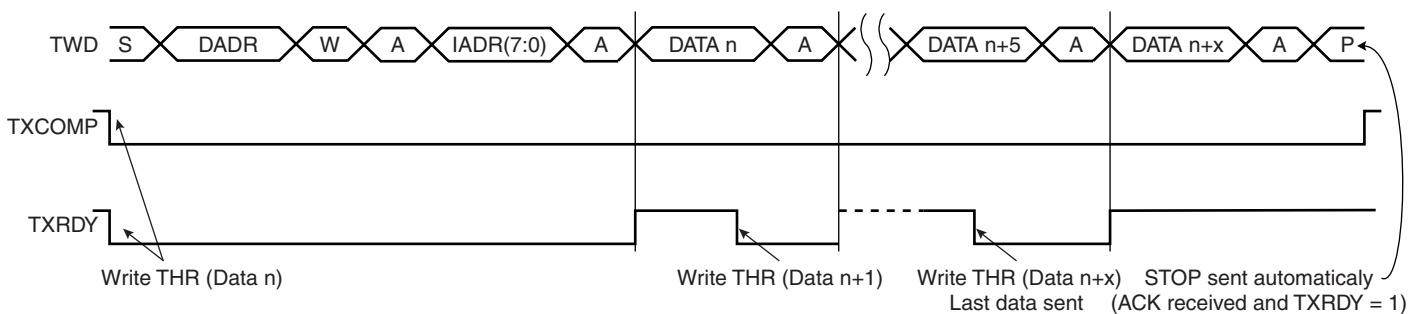 TWD S DADR W A IADR(7:0) A DATA n A DATA n+5 A DATA n+x A P
TXCOMP
TXRDY
Write THR (Data n) Write THR (Data n+1) Write THR (Data n+x) STOP sent automaticaly
Last data sent (ACK received and TXRDY = 1)